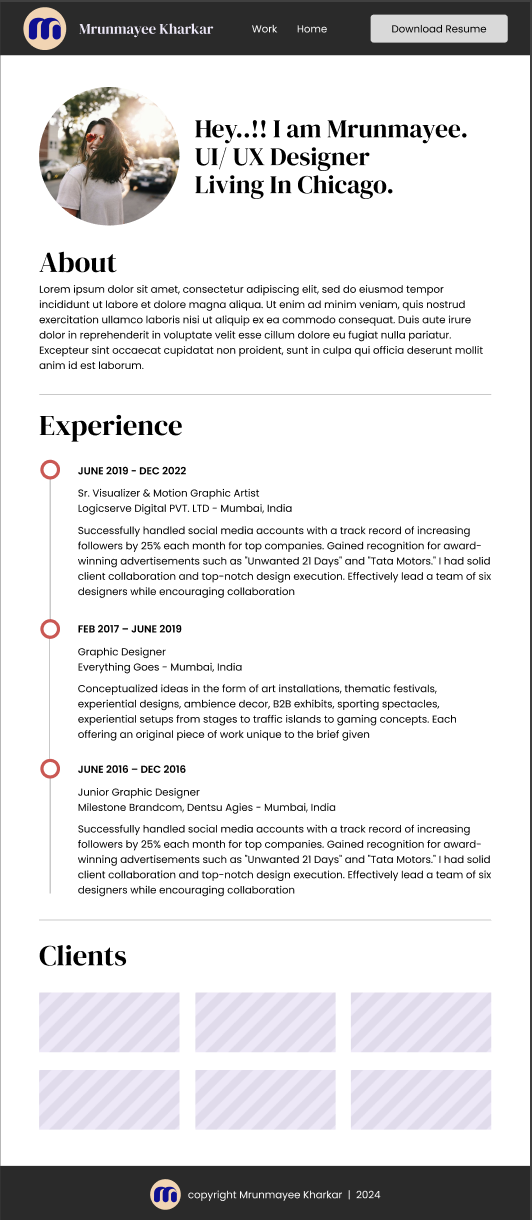 m Mrunmayee Kharkar Work Home Download Resume
Hey..!! I am Mrunmayee.
UI/ UX Designer
Living In Chicago.
About
Lorem ipsum dolor sit amet, consectetur adipiscing elit, sed do eiusmod tempor
incididunt ut labore et dolore magna aliqua. Ut enim ad minim veniam, quis nostrud
exercitation ullamco laboris nisi ut aliquip ex ea commodo consequat. Duis aute irure
dolor in reprehenderit in voluptate velit esse cillum dolore eu fugiat nulla pariatur.
Excepteur sint occaecat cupidatat non proident, sunt in culpa qui officia deserunt mollit
anim id est laborum.
Experience
JUNE 2019 - DEC 2022
Sr. Visualizer & Motion Graphic Artist
Logicserve Digital PVT. LTD - Mumbai, India
Successfully handled social media accounts with a track record of increasing
followers by 25% each month for top companies. Gained recognition for award-
winning advertisements such as "Unwanted 21 Days" and "Tata Motors." I had solid
client collaboration and top-notch design execution. Effectively lead a team of six
designers while encouraging collaboration
FEB 2017 – JUNE 2019
Graphic Designer
Everything Goes - Mumbai, India
Conceptualized ideas in the form of art installations, thematic festivals,
experiential designs, ambience decor, B2B exhibits, sporting spectacles,
experiential setups from stages to traffic islands to gaming concepts. Each
offering an original piece of work unique to the brief given
JUNE 2016 – DEC 2016
Junior Graphic Designer
Milestone Brandcom, Dentsu Agies - Mumbai, India
Successfully handled social media accounts with a track record of increasing
followers by 25% each month for top companies. Gained recognition for award-
winning advertisements such as "Unwanted 21 Days" and "Tata Motors." I had solid
client collaboration and top-notch design execution. Effectively lead a team of six
designers while encouraging collaboration
Clients
m copyright Mrunmayee Kharkar | 2024